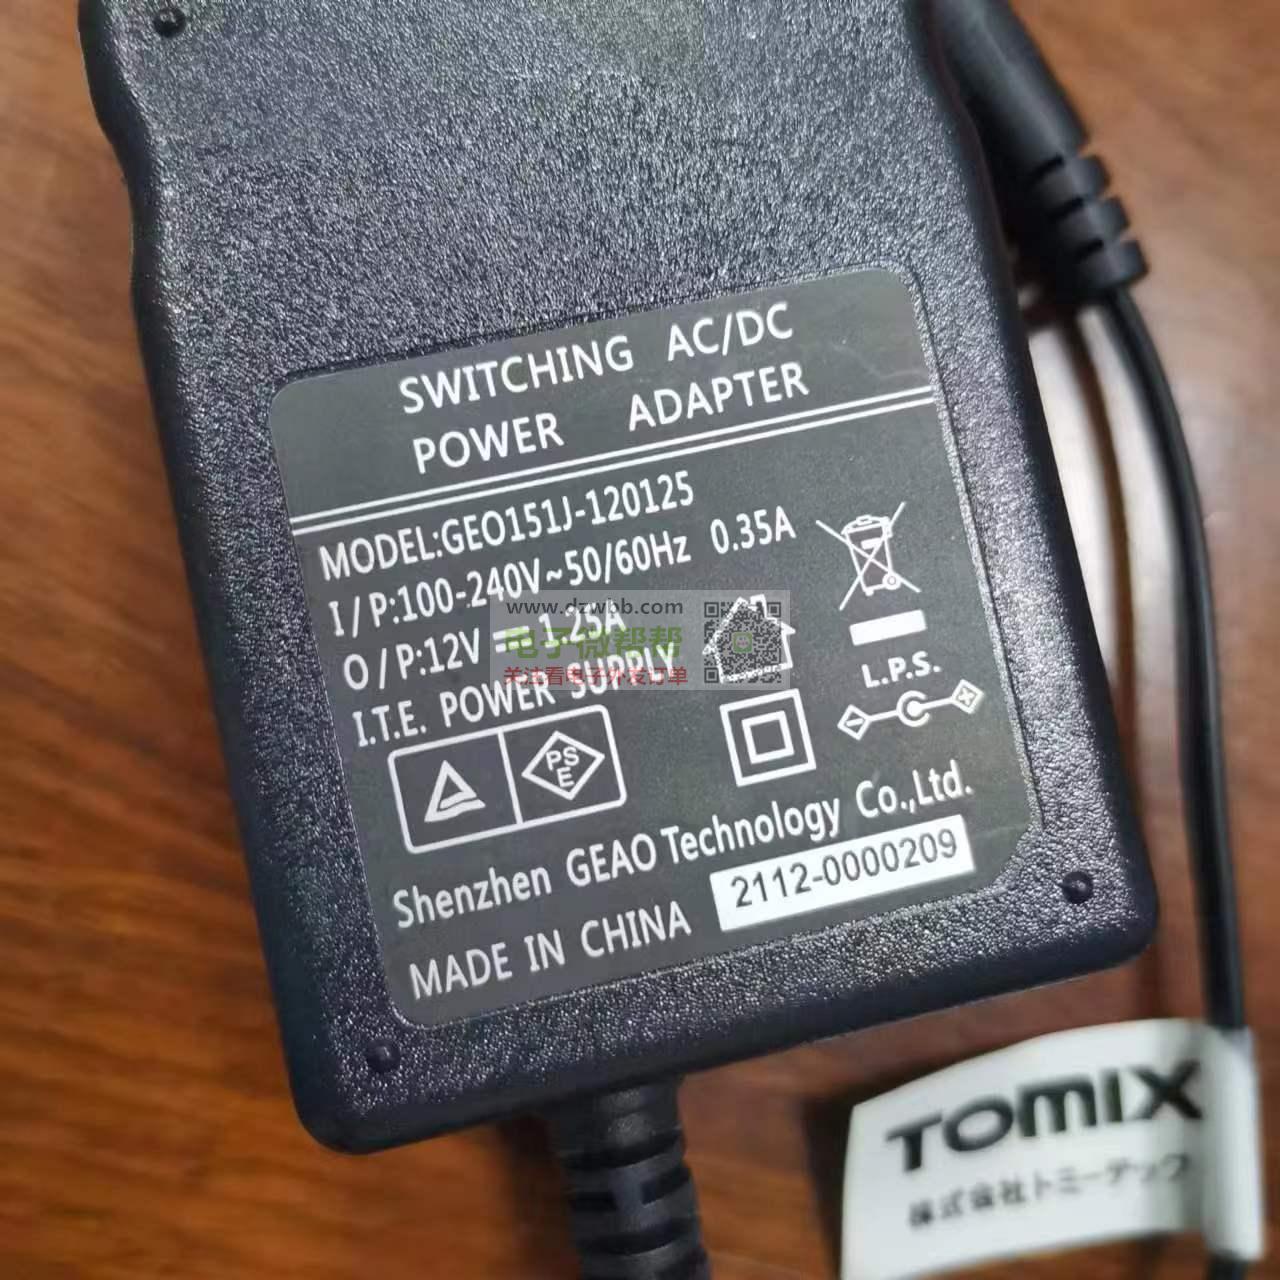 SWITCHING AC/DC
POWER ADAPTER
MODEL:GEO151J-120125
I/P:100-240V~50/60Hz 0.35A
O/P:12V ⎓ 1.25A
I.T.E. POWER SUPPLY
www.dzwbb.com
电子微帮帮
关注看电子外发订单
L.P.S.
PS
E
Shenzhen GEAO Technology Co.,Ltd.
MADE IN CHINA 2112-0000209
TOMIX
株式会社トミーテック